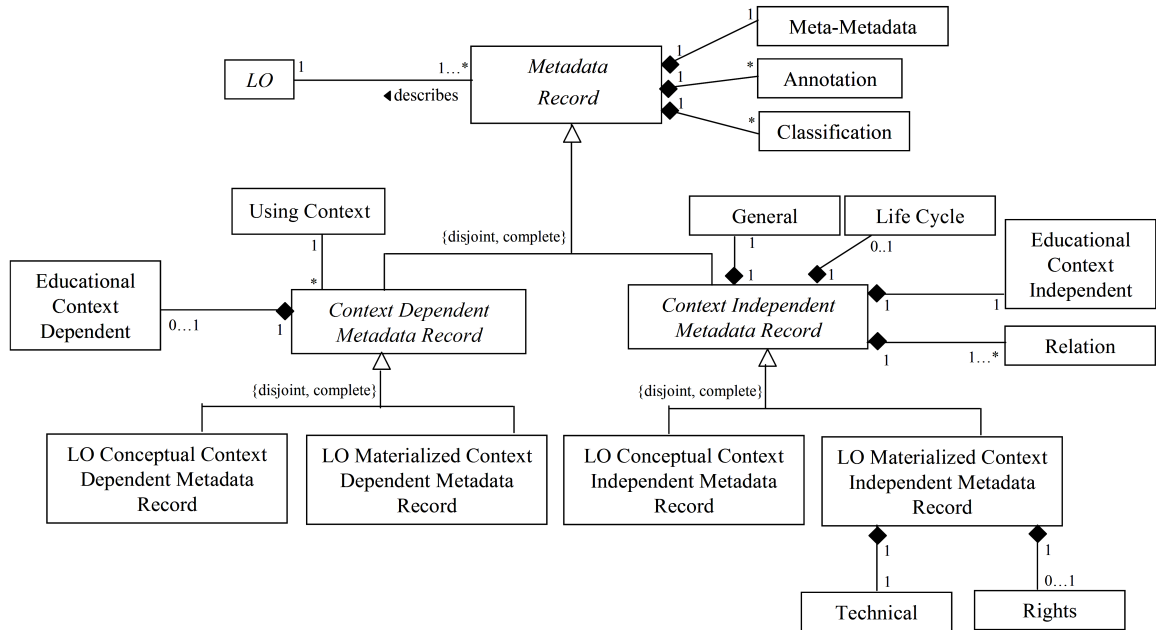 Meta-Metadata
1
1
LO
1
1…*
Metadata
Record
◀ describes
1
*
Annotation
1
*
Classification
Using Context
1
*
General
1
1
Life Cycle
0..1
1
{disjoint, complete}
Educational
Context
Dependent
0…1
1
Context Dependent
Metadata Record
Context Independent
Metadata Record
1
1
Educational
Context
Independent
1
1…*
Relation
{disjoint, complete}
{disjoint, complete}
LO Conceptual Context
Dependent Metadata
Record
LO Materialized Context
Dependent Metadata
Record
LO Conceptual Context
Independent Metadata
Record
LO Materialized Context
Independent Metadata
Record
1
1
Technical
1
0…1
Rights